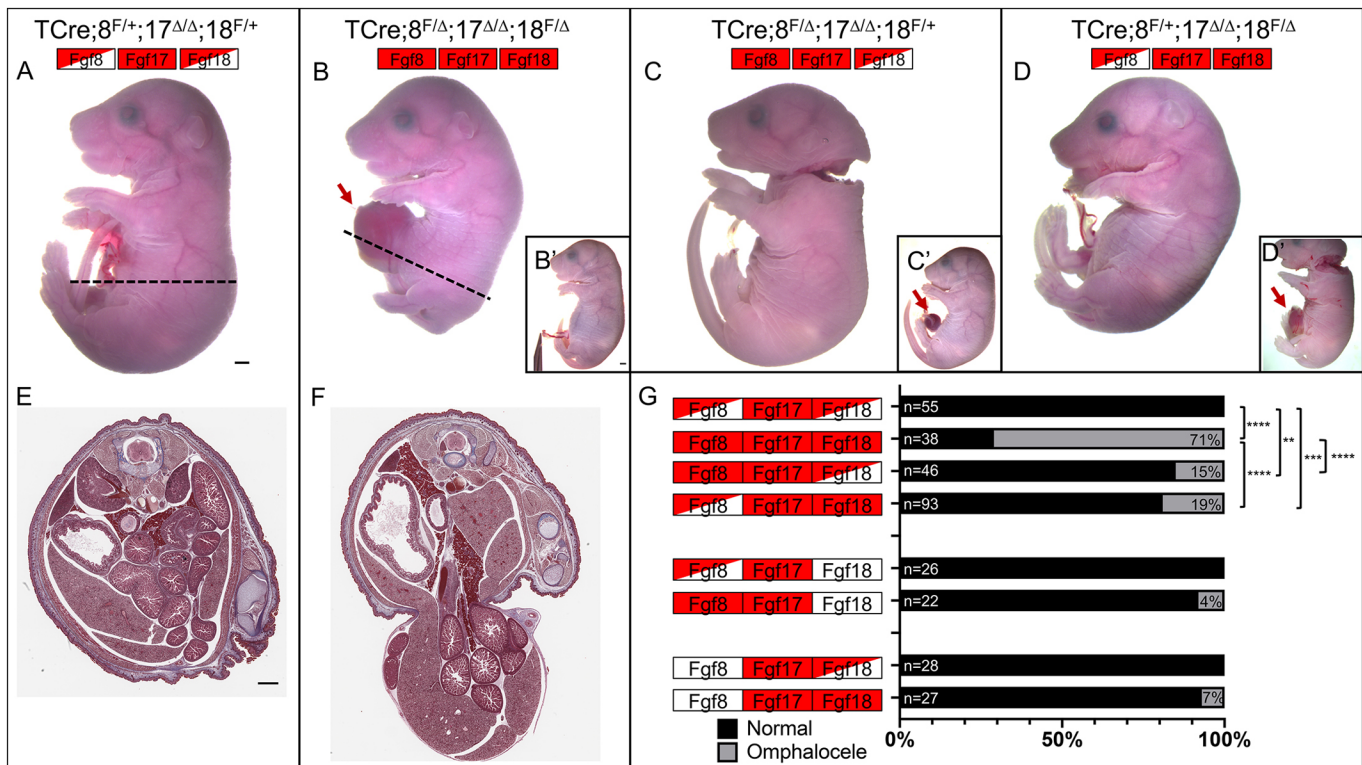 TCre;8F/+;17Δ/Δ;18F/+
Fgf8 Fgf17 Fgf18
A
TCre;8F/Δ;17Δ/Δ;18F/Δ
Fgf8 Fgf17 Fgf18
B
B'
TCre;8F/Δ;17Δ/Δ;18F/+
Fgf8 Fgf17 Fgf18
C
C'
TCre;8F/+;17Δ/Δ;18F/Δ
Fgf8 Fgf17 Fgf18
D
D'
E
F
G
Fgf8 Fgf17 Fgf18 n=55
Fgf8 Fgf17 Fgf18 n=38 71%
Fgf8 Fgf17 Fgf18 n=46 15%
Fgf8 Fgf17 Fgf18 n=93 19%
**** ** *** ****
****
Fgf8 Fgf17 Fgf18 n=26
Fgf8 Fgf17 Fgf18 n=22 4%
Fgf8 Fgf17 Fgf18 n=28
Fgf8 Fgf17 Fgf18 n=27 7%
Normal
Omphalocele
0% 50% 100%